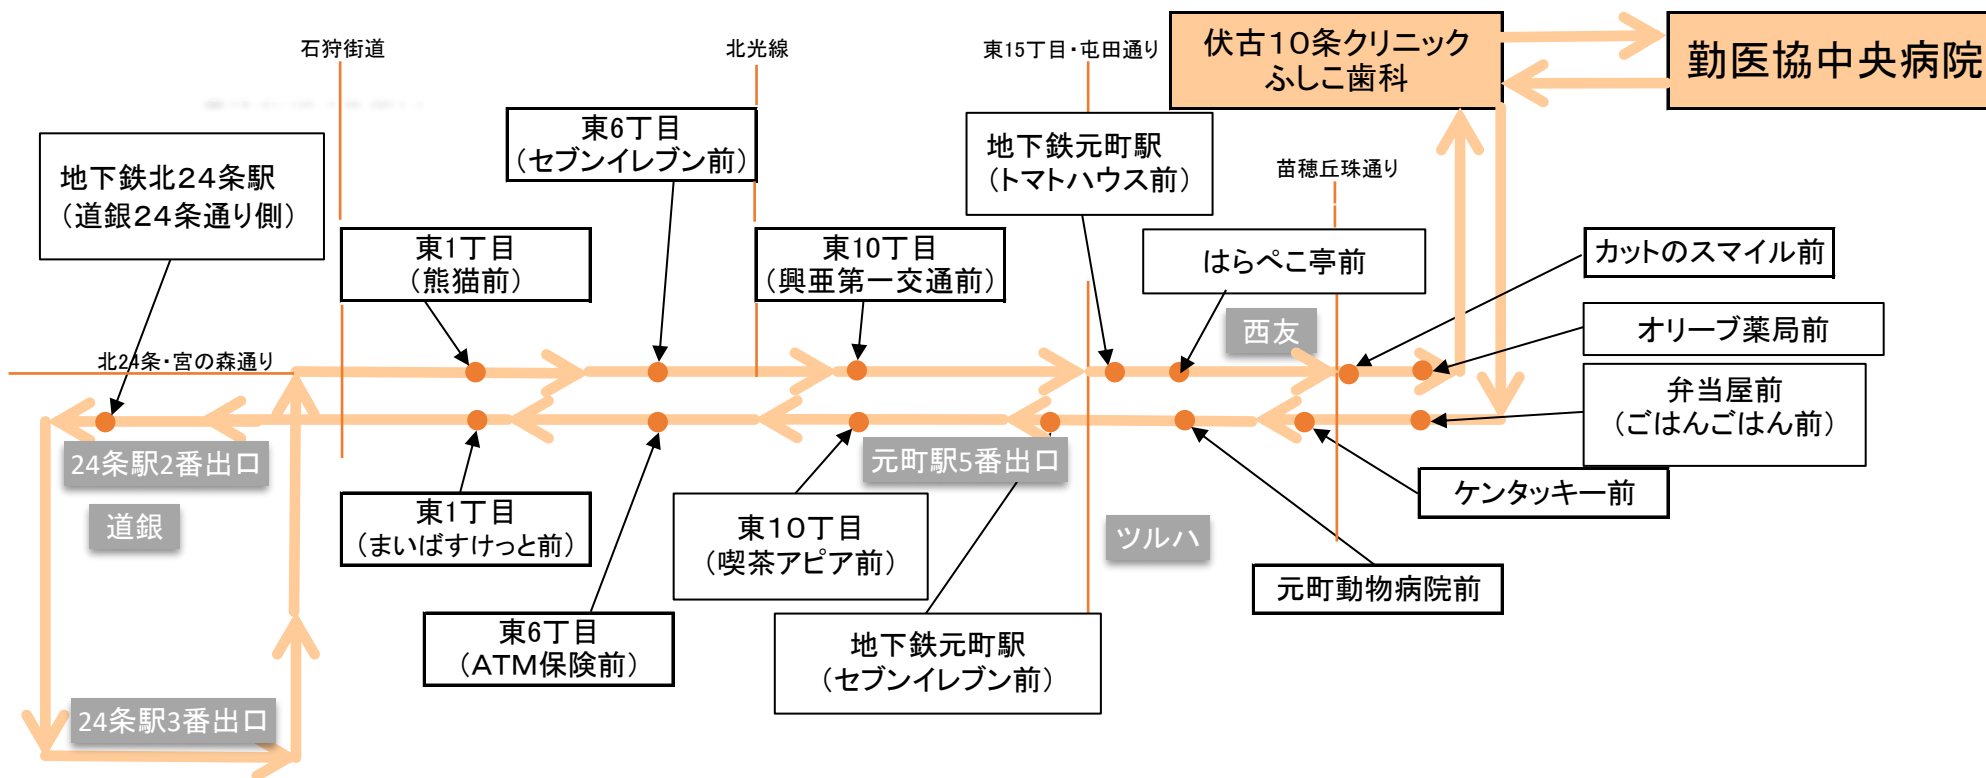 石狩街道
北光線
東15丁目・屯田通り
伏古10条クリニック
ふしこ歯科
勤医協中央病院
東6丁目
(セブンイレブン前)
地下鉄元町駅
(トマトハウス前)
苗穂丘珠通り
地下鉄北24条駅
(道銀24条通り側)
東1丁目
(熊猫前)
東10丁目
(興亜第一交通前)
はらぺこ亭前
カットのスマイル前
西友
オリーブ薬局前
北24条・宮の森通り
弁当屋前
(ごはんごはん前)
24条駅2番出口
元町駅5番出口
ケンタッキー前
道銀
東1丁目
(まいばすけっと前)
東10丁目
(喫茶アピア前)
ツルハ
元町動物病院前
東6丁目
(ATM保険前)
地下鉄元町駅
(セブンイレブン前)
24条駅3番出口